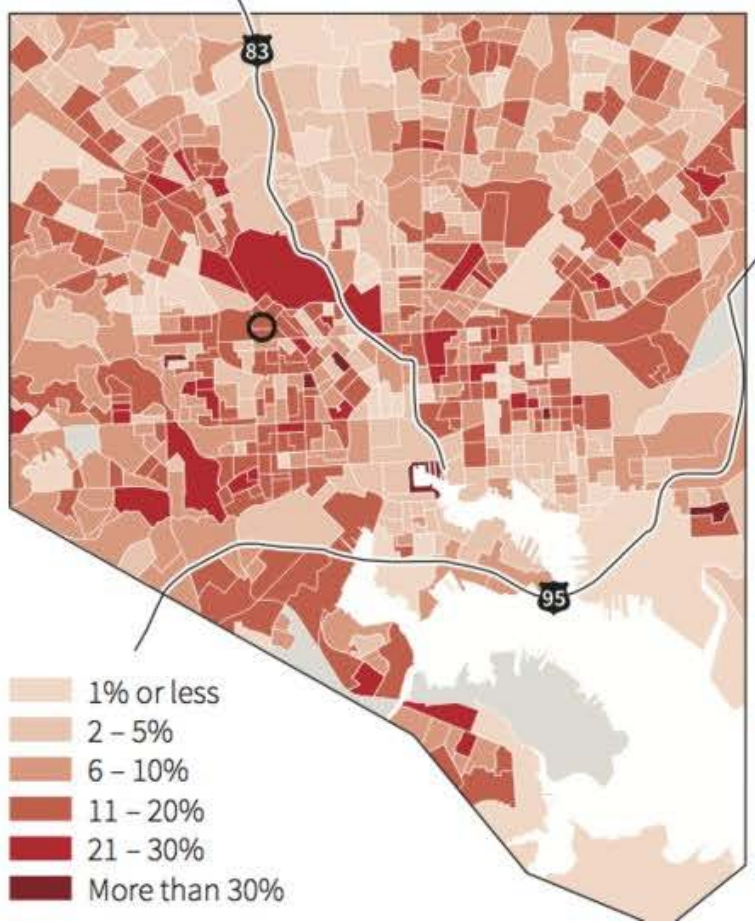 83
95
1% or less
2 – 5%
6 – 10%
11 – 20%
21 – 30%
More than 30%